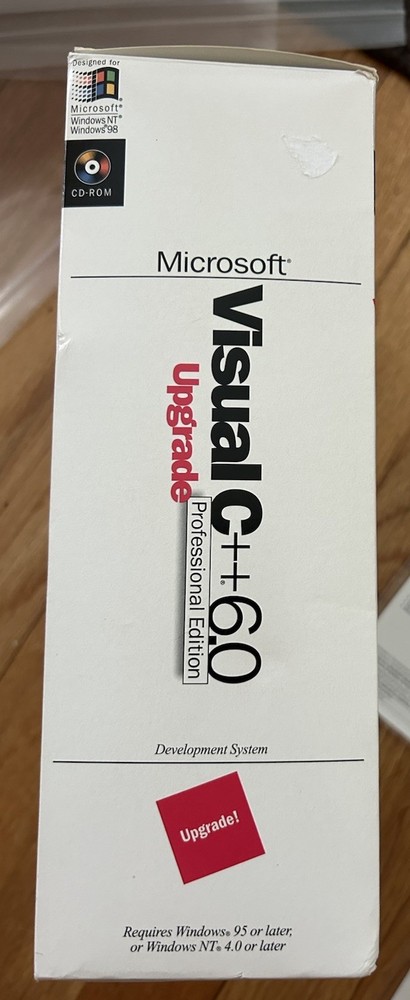 Designed for
Microsoft®
Windows NT®
Windows®98
CD-ROM
Microsoft®
Visual C++® 6.0
Upgrade
Professional Edition
Development System
Upgrade!
Requires Windows® 95 or later,
or Windows NT® 4.0 or later